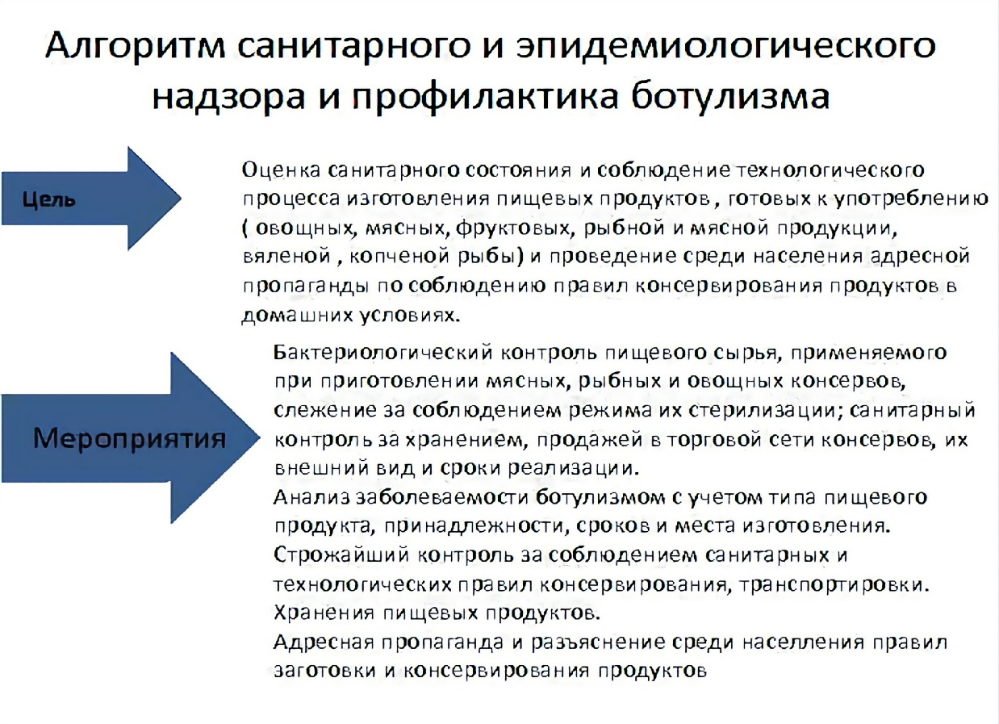 Алгоритм санитарного и эпидемиологического
надзора и профилактика ботулизма
Цель
Оценка санитарного состояния и соблюдение технологического
процесса изготовления пищевых продуктов , готовых к употреблению
( овощных, мясных, фруктовых, рыбной и мясной продукции,
вяленой , копченой рыбы) и проведение среди населения адресной
пропаганды по соблюдению правил консервирования продуктов в
домашних условиях.
Мероприятия
Бактериологический контроль пищевого сырья, применяемого
при приготовлении мясных, рыбных и овощных консервов,
слежение за соблюдением режима их стерилизации; санитарный
контроль за хранением, продажей в торговой сети консервов, их
внешний вид и сроки реализации.
Анализ заболеваемости ботулизмом с учетом типа пищевого
продукта, принадлежности, сроков и места изготовления.
Строжайший контроль за соблюдением санитарных и
технологических правил консервирования, транспортировки.
Хранения пищевых продуктов.
Адресная пропаганда и разъяснение среди населления правил
заготовки и консервирования продуктов